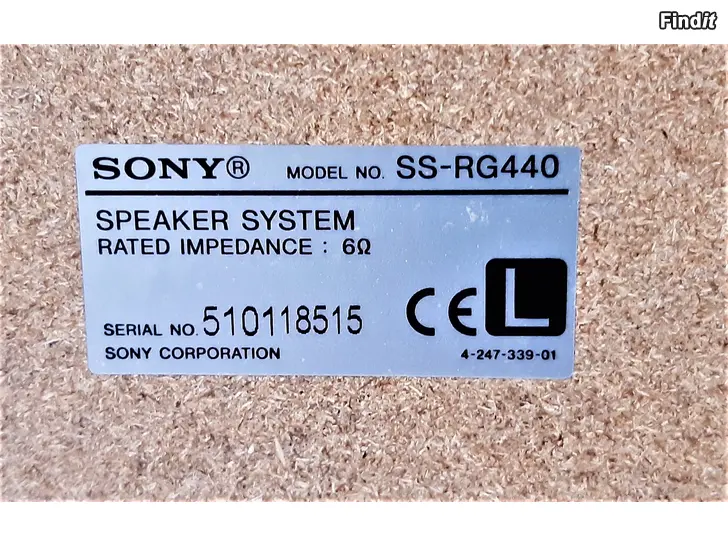 Findit
SONY® MODEL NO. SS-RG440
SPEAKER SYSTEM
RATED IMPEDANCE : 6Ω
SERIAL NO. 510118515
CE L
SONY CORPORATION 4-247-339-01